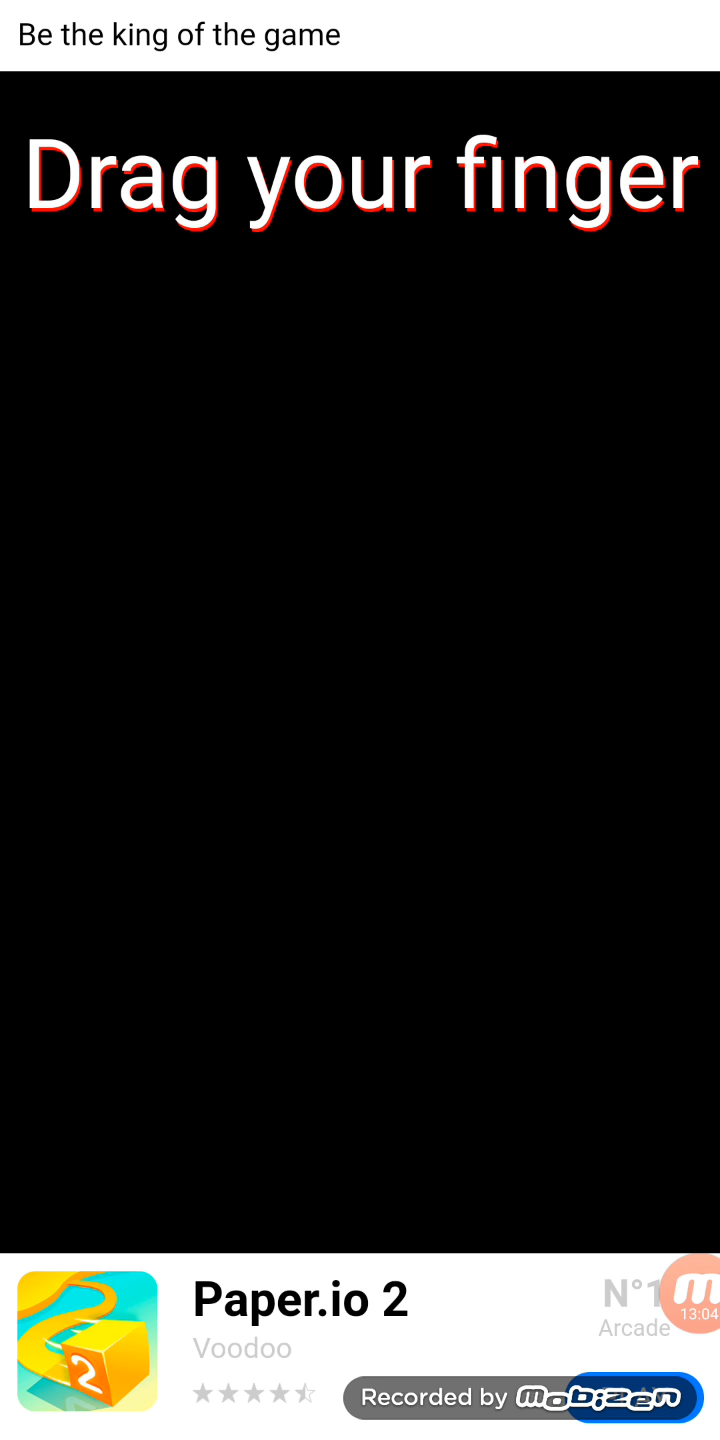 Be the king of the game
Drag your finger
Paper.io 2
N°1
Voodoo
Arcade
2
13:04
Recorded by mobizen